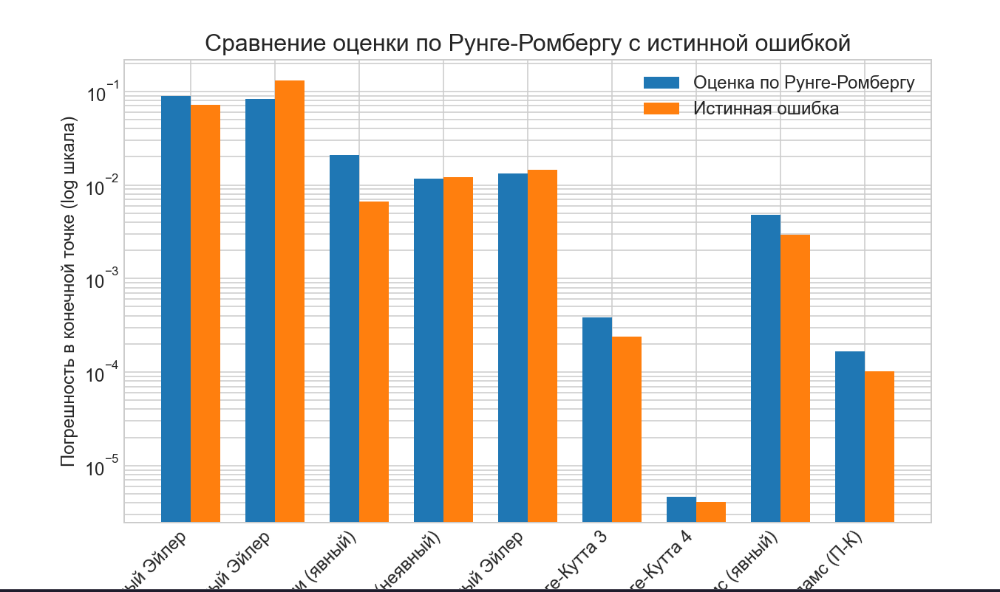 Сравнение оценки по Рунге-Ромбергу с истинной ошибкой
Оценка по Рунге-Ромбергу
Истинная ошибка
Погрешность в конечной точке (log шкала)
10⁻¹
10⁻²
10⁻³
10⁻⁴
10⁻⁵
ый Эйлер
ый Эйлер
и (явный)
(неявный)
ый Эйлер
ге-Кутта 3
ге-Кутта 4
с (явный)
амс (П-К)